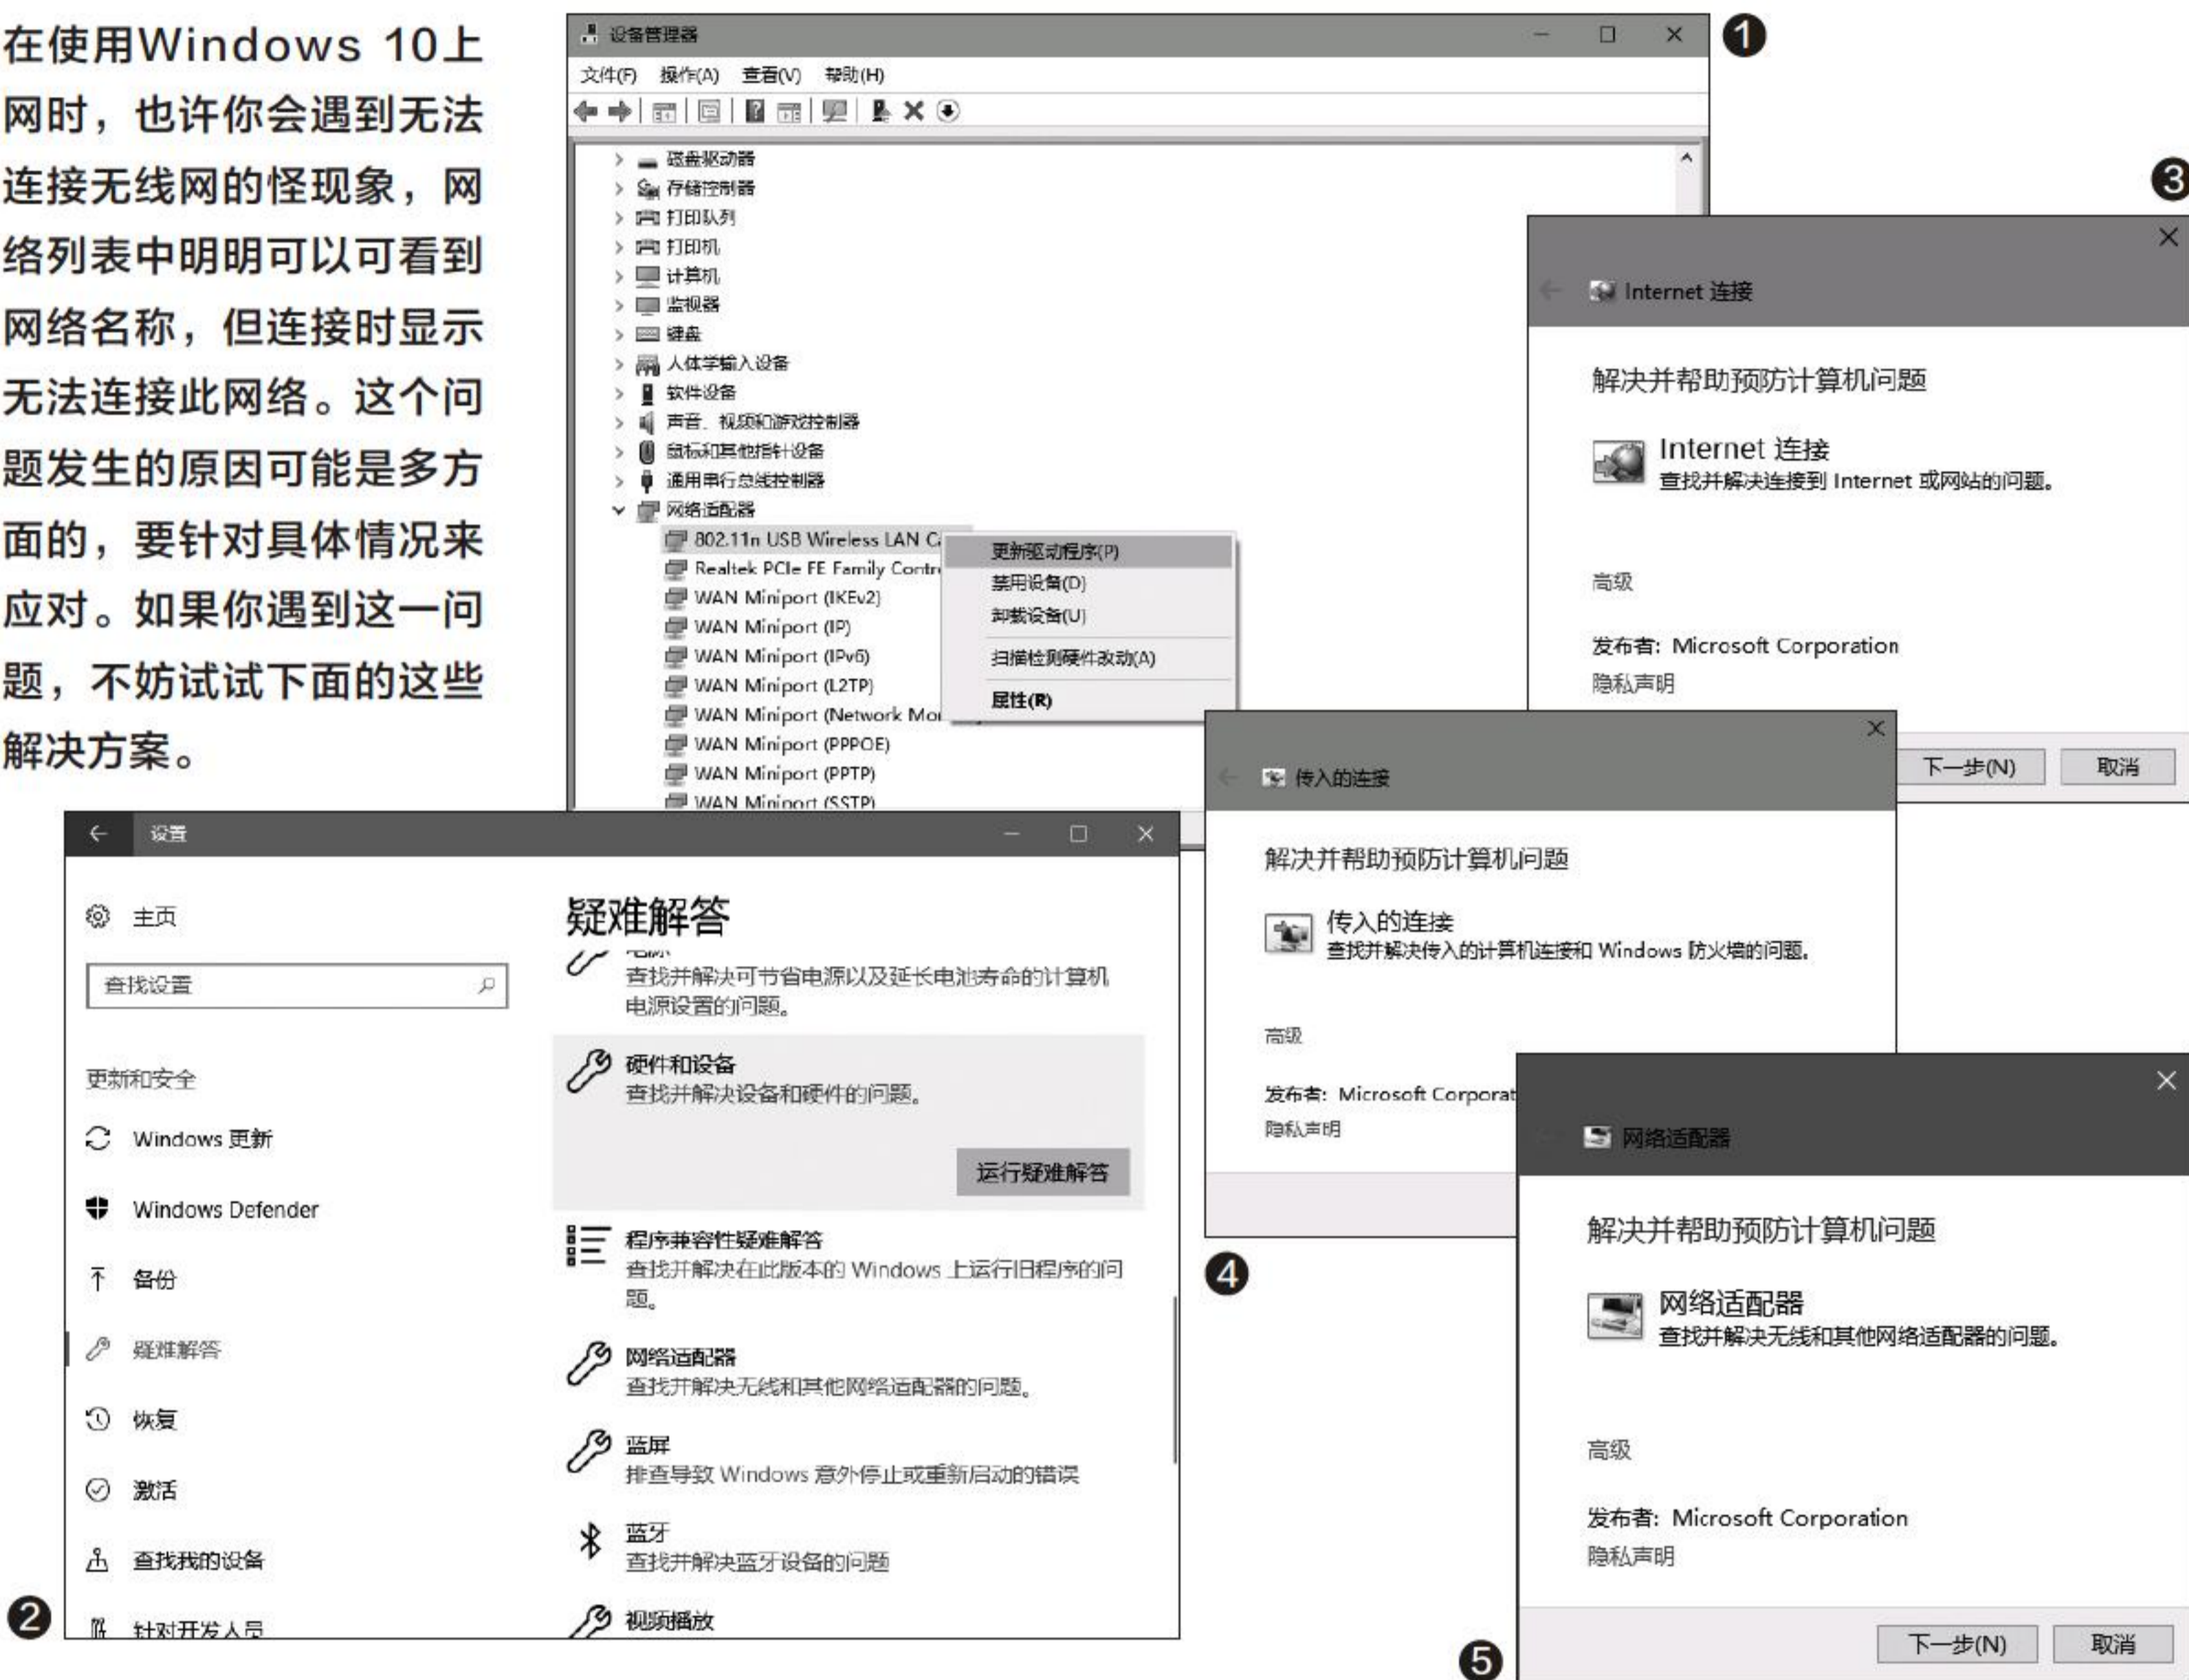 在使用Windows 10上
网时，也许你会遇到无法
连接无线网的怪现象，网
络列表中明明可以可看到
网络名称，但连接时显示
无法连接此网络。这个问
题发生的原因可能是多方
面的，要针对具体情况来
应对。如果你遇到这一问
题，不妨试试下面的这些
解决方案。
设备管理器
1
文件(F) 操作(A) 查看(V) 帮助(H)
磁盘驱动器
存储控制器
打印队列
打印机
计算机
监视器
键盘
人体学输入设备
软件设备
声音、视频和游戏控制器
鼠标和其他指针设备
通用串行总线控制器
网络适配器
802.11n USB Wireless LAN C
Realtek PCIe FE Family Contr
WAN Miniport (IKEv2)
WAN Miniport (IP)
WAN Miniport (IPv6)
WAN Miniport (L2TP)
WAN Miniport (Network Mo
WAN Miniport (PPPOE)
WAN Miniport (PPTP)
WAN Miniport (SSTP)
更新驱动程序(P)
禁用设备(D)
卸载设备(U)
扫描检测硬件改动(A)
属性(R)
3
Internet 连接
解决并帮助预防计算机问题
Internet 连接
查找并解决连接到 Internet 或网站的问题。
高级
发布者: Microsoft Corporation
隐私声明
下一步(N) 取消
传入的连接
解决并帮助预防计算机问题
传入的连接
查找并解决传入的计算机连接和 Windows 防火墙的问题。
高级
发布者: Microsoft Corporat
隐私声明
4
设置
主页
查找设置
更新和安全
Windows 更新
Windows Defender
备份
疑难解答
恢复
激活
查找我的设备
针对开发人员
2
疑难解答
电源
查找并解决可节省电源以及延长电池寿命的计算机
电源设置的问题。
硬件和设备
查找并解决设备和硬件的问题。
运行疑难解答
程序兼容性疑难解答
查找并解决在此版本的 Windows 上运行旧程序的问
题。
网络适配器
查找并解决无线和其他网络适配器的问题。
蓝屏
排查导致 Windows 意外停止或重新启动的错误
蓝牙
查找并解决蓝牙设备的问题
视频播放
网络适配器
解决并帮助预防计算机问题
网络适配器
查找并解决无线和其他网络适配器的问题。
高级
发布者: Microsoft Corporation
隐私声明
下一步(N) 取消
5